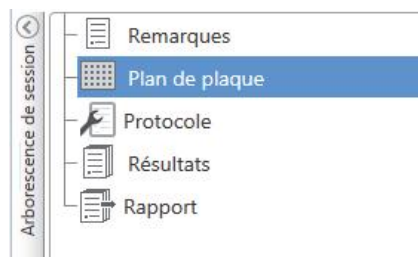 Arborescence de session
Remarques
Plan de plaque
Protocole
Résultats
Rapport